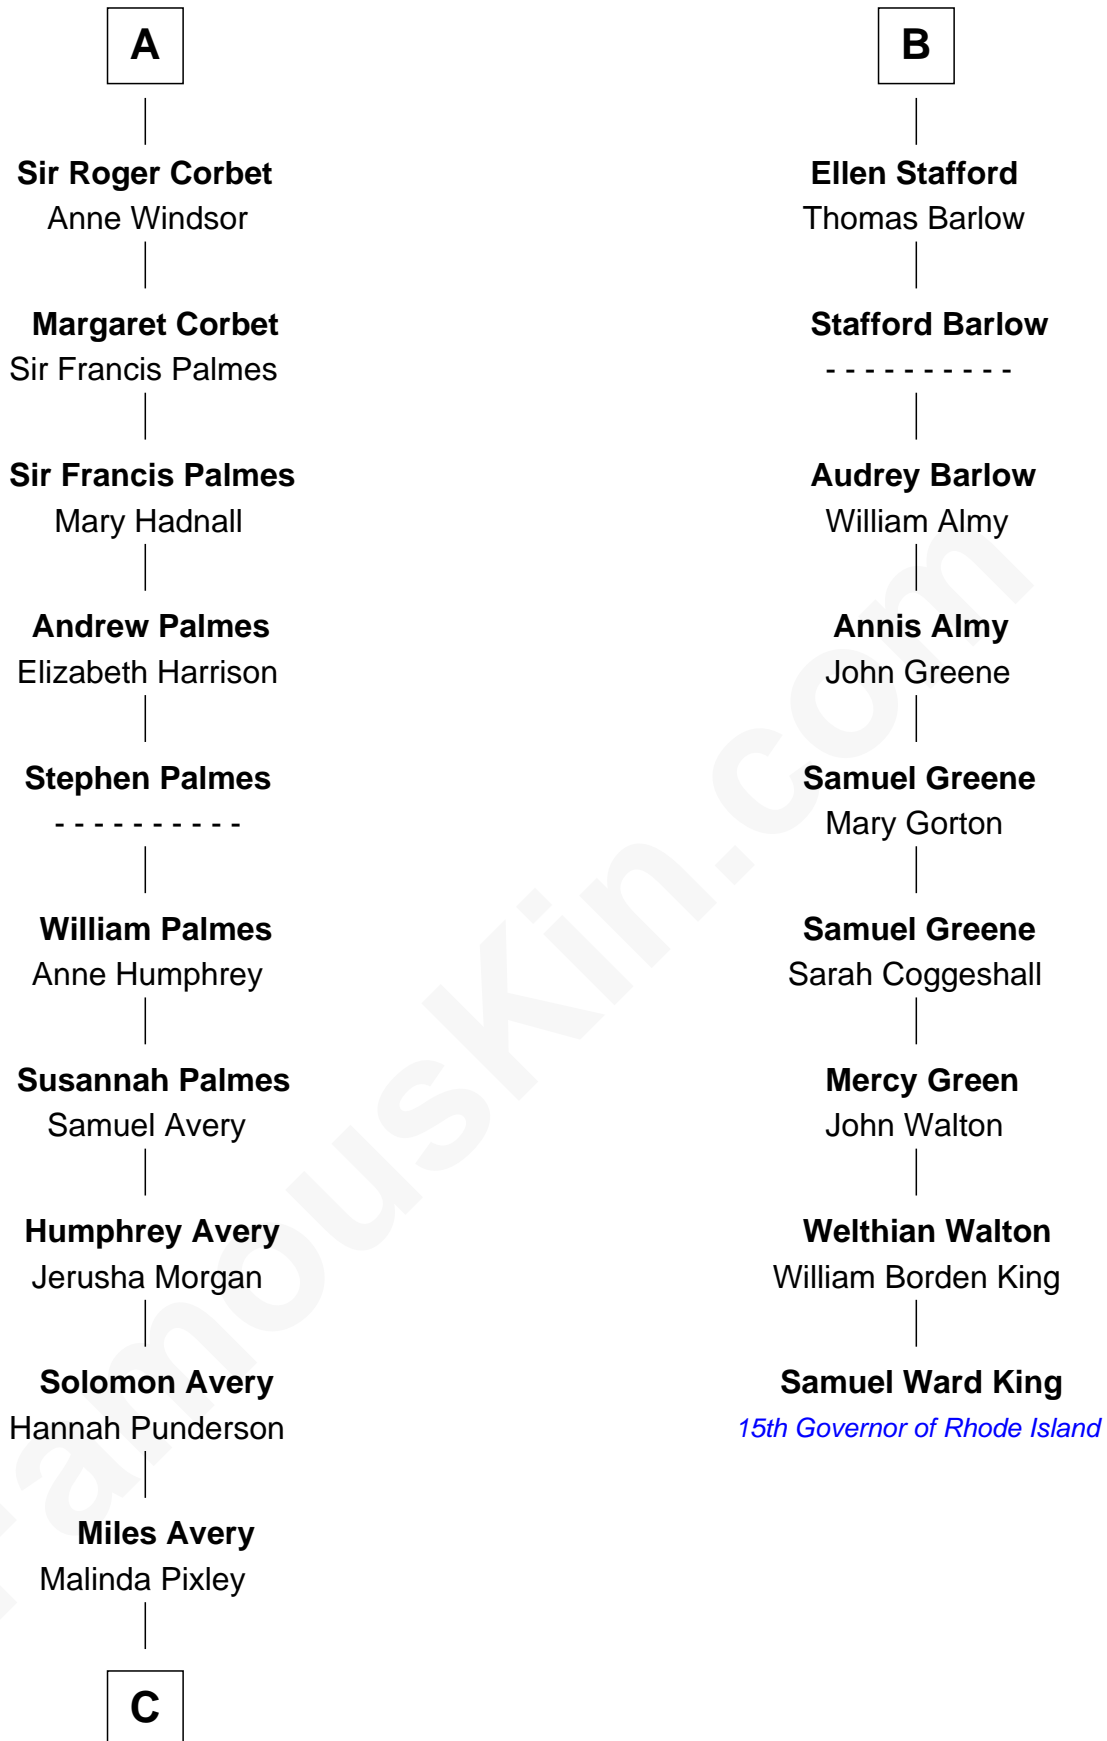 A
Sir Roger Corbet
Anne Windsor
Margaret Corbet
Sir Francis Palmes
Sir Francis Palmes
Mary Hadnall
Andrew Palmes
Elizabeth Harrison
Stephen Palmes
- - - - - - - - - -
William Palmes
Anne Humphrey
Susannah Palmes
Samuel Avery
Humphrey Avery
Jerusha Morgan
Solomon Avery
Hannah Punderson
Miles Avery
Malinda Pixley
C
B
Ellen Stafford
Thomas Barlow
Stafford Barlow
- - - - - - - - - -
Audrey Barlow
William Almy
Annis Almy
John Greene
Samuel Greene
Mary Gorton
Samuel Greene
Sarah Coggeshall
Mercy Green
John Walton
Welthian Walton
William Borden King
Samuel Ward King
15th Governor of Rhode Island
FamousKin.com